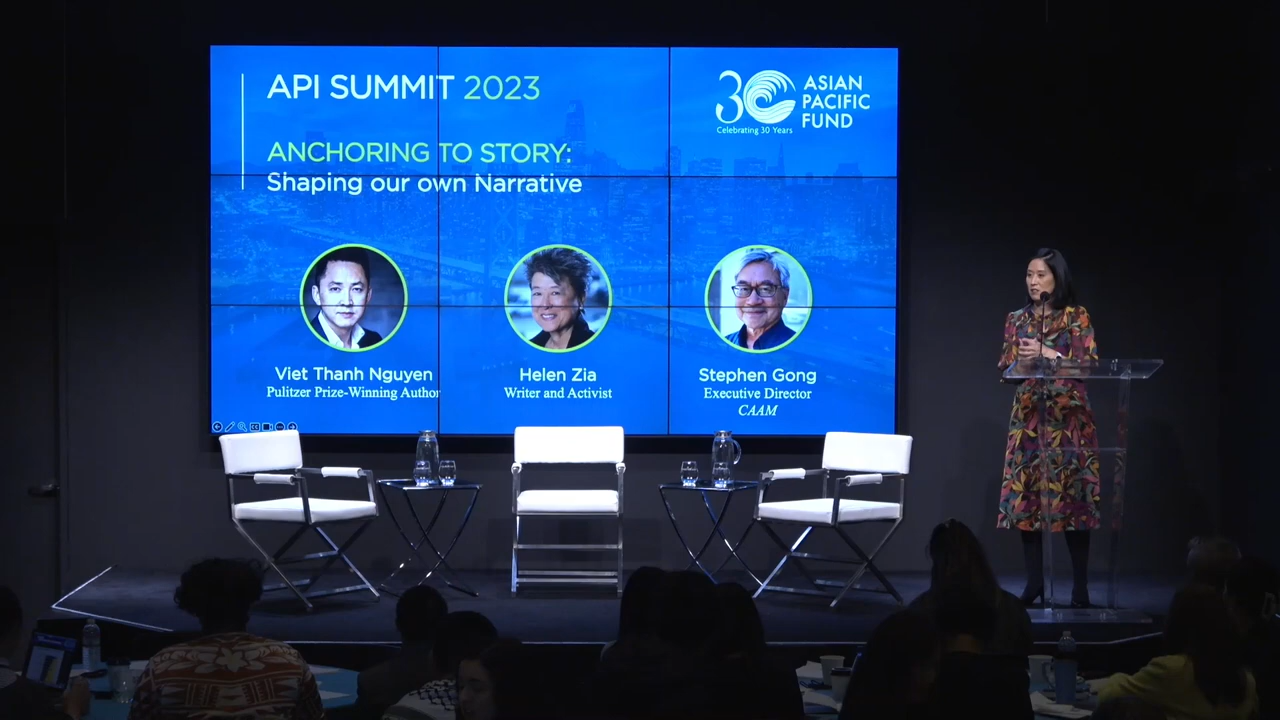 API SUMMIT 2023
30
Celebrating 30 Years
ASIAN
PACIFIC
FUND
ANCHORING TO STORY:
Shaping our own Narrative
Viet Thanh Nguyen
Pulitzer Prize-Winning Author
Helen Zia
Writer and Activist
Stephen Gong
Executive Director
CAAM